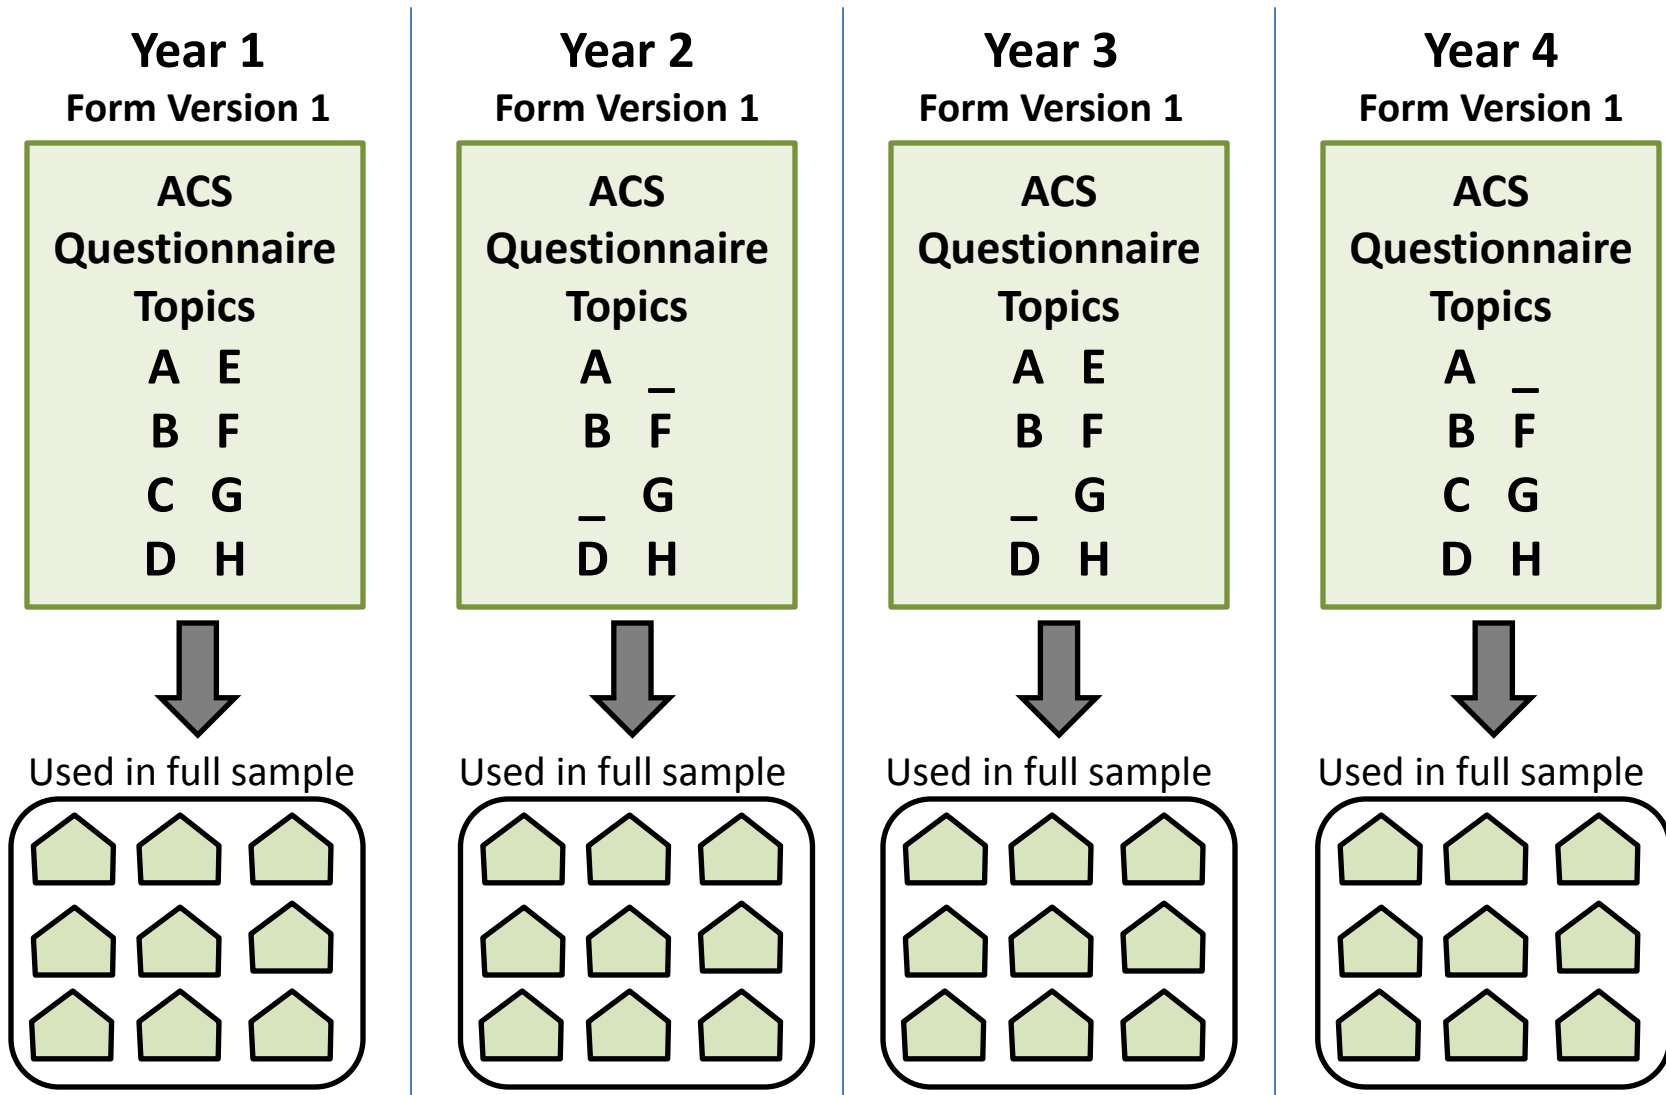 Year 1
Form Version 1
ACS
Questionnaire
Topics
A E
B F
C G
D H
Used in full sample
Year 2
Form Version 1
ACS
Questionnaire
Topics
A _
B F
_ G
D H
Used in full sample
Year 3
Form Version 1
ACS
Questionnaire
Topics
A E
B F
_ G
D H
Used in full sample
Year 4
Form Version 1
ACS
Questionnaire
Topics
A _
B F
C G
D H
Used in full sample